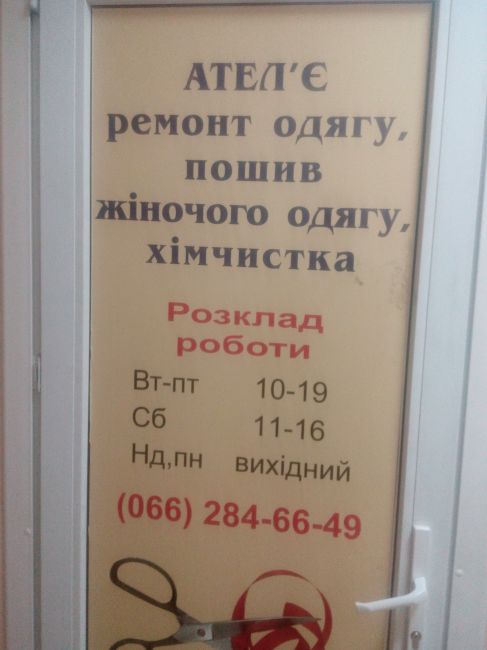 АТЕЛ'Є
ремонт одягу,
пошив
жіночого одягу,
хімчистка
Розклад
роботи
Вт-пт 10-19
Сб 11-16
Нд,пн вихідний
(066) 284-66-49